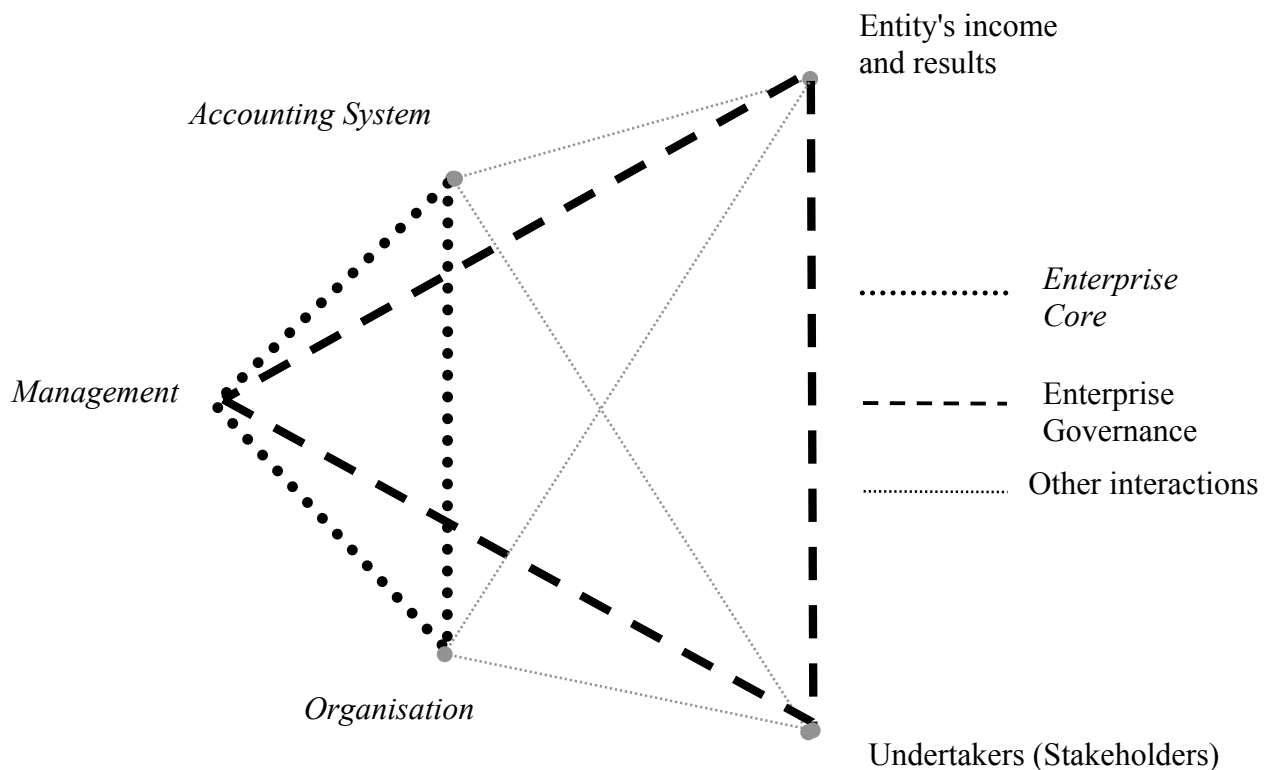 Entity's income
and results
Accounting System
Management
Enterprise
Core
Enterprise
Governance
Other interactions
Organisation
Undertakers (Stakeholders)